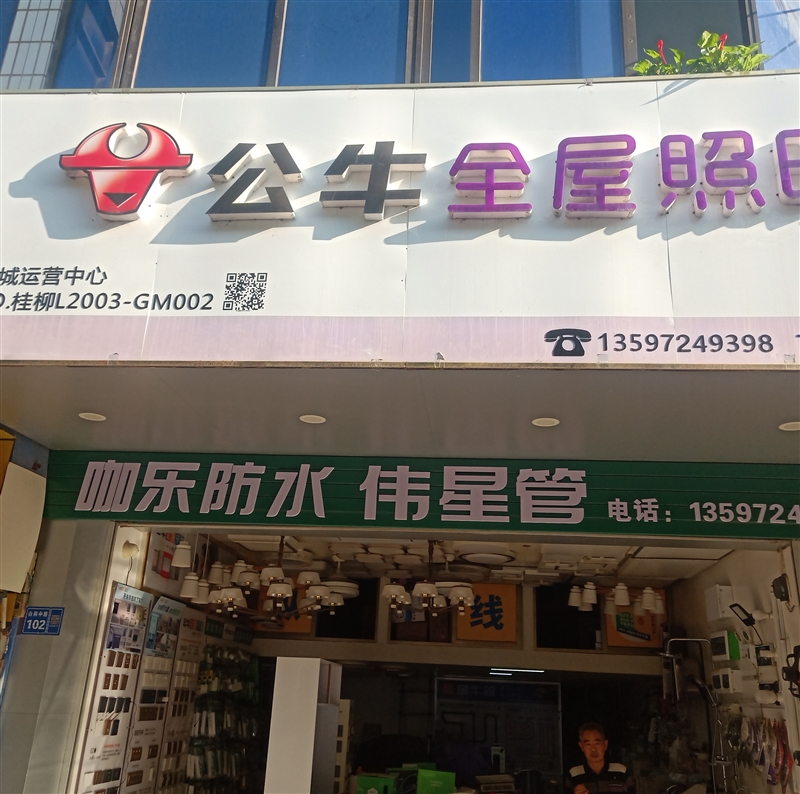 公牛全屋照
城运营中心
.桂柳L2003-GM002
13597249398
咖乐防水 伟星管 电话：1359724
线
102